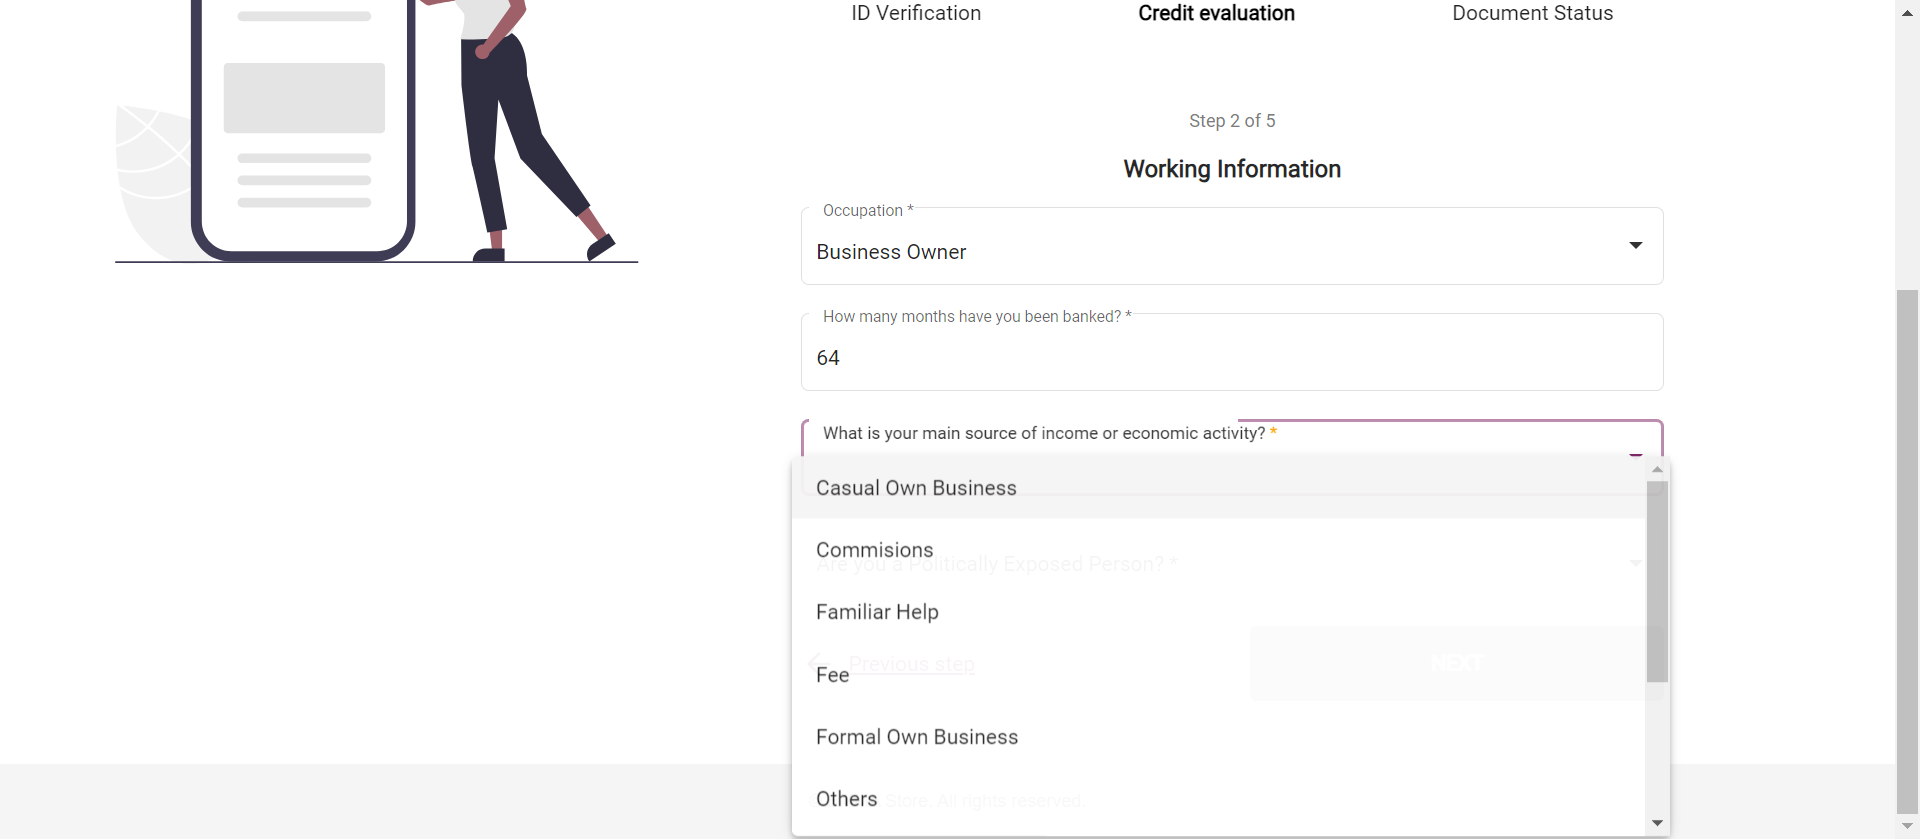 ID Verification
Credit evaluation
Document Status
Step 2 of 5
Working Information
Occupation *
Business Owner
How many months have you been banked? *
64
What is your main source of income or economic activity? *
Casual Own Business
Commisions
Are you a Politically Exposed Person? *
Familiar Help
Previous step
NEXT
Fee
Formal Own Business
Others
Store. All rights reserved.